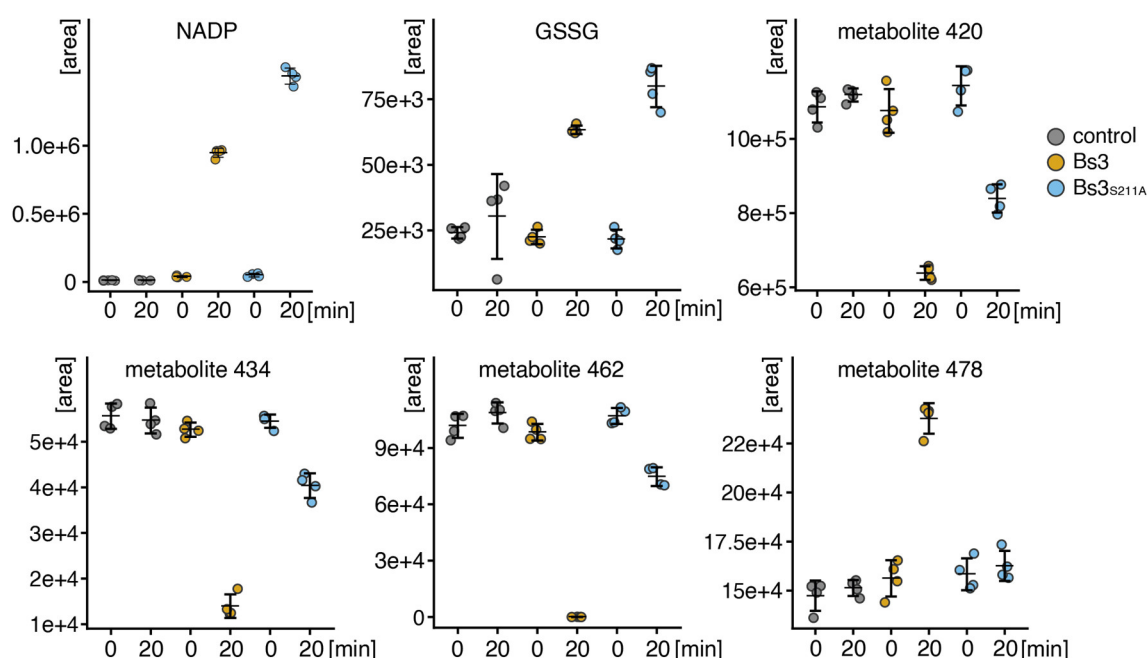 NADP
[area]
1.0e+6
0.5e+6
0
0 20 0 20 0 20 [min]
GSSG
[area]
75e+3
50e+3
25e+3
0 20 0 20 0 20 [min]
metabolite 420
[area]
10e+5
8e+5
6e+5
0 20 0 20 0 20 [min]
control
Bs3
Bs3S211A
metabolite 434
[area]
5e+4
4e+4
3e+4
2e+4
1e+4
0 20 0 20 0 20 [min]
metabolite 462
[area]
9e+4
6e+4
3e+4
0
0 20 0 20 0 20 [min]
metabolite 478
[area]
22e+4
20e+4
17.5e+4
15e+4
0 20 0 20 0 20 [min]